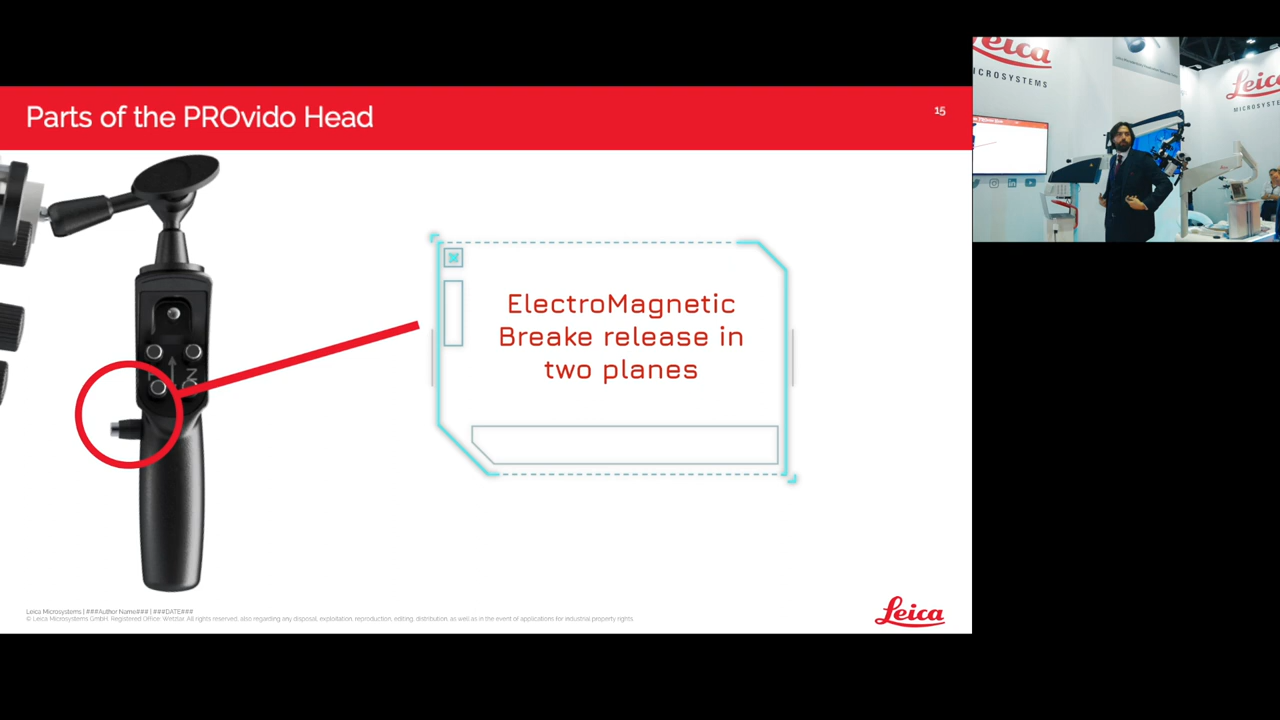 Parts of the PROvido Head
15
ElectroMagnetic
Breake release in
two planes
Leica Microsystems | ###Author Name### | ###DATE###
© Leica Microsystems GmbH. Registered Office: Wetzlar. All rights reserved, also regarding any disposal, exploitation, reproduction, editing, distribution, as well as in the event of applications for industrial property rights.
Leica
Leica
MICROSYSTEMS
Leica
MICROSYSTE